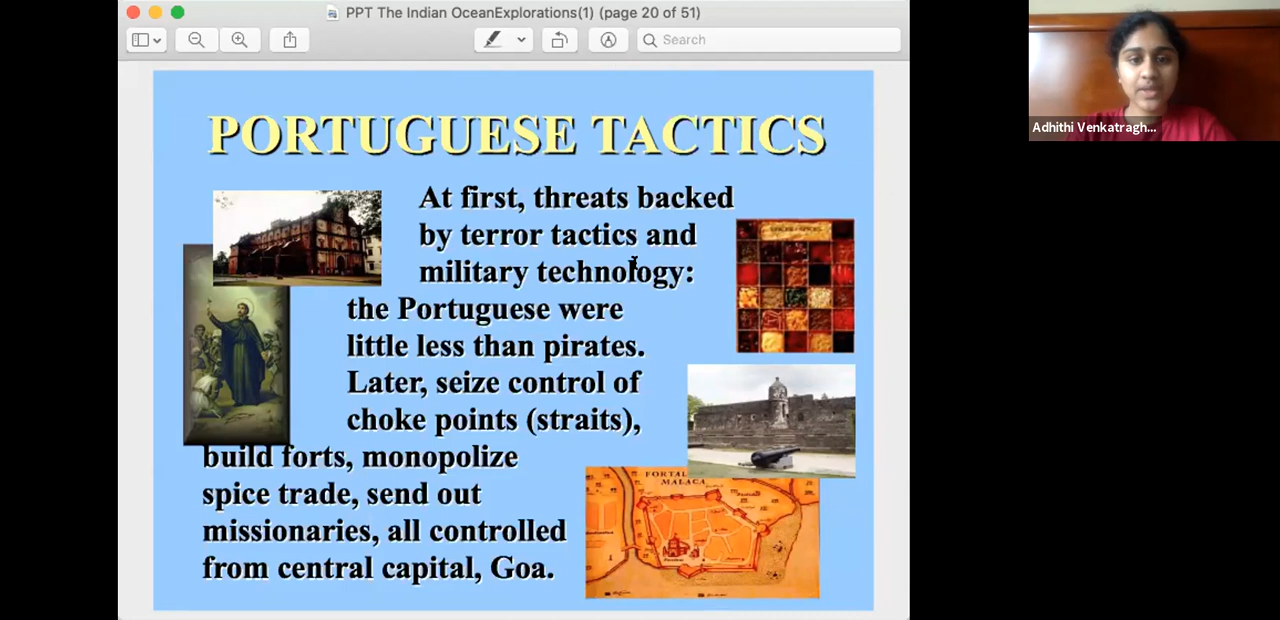 PPT The Indian OceanExplorations(1) (page 20 of 51)
Search
PORTUGUESE TACTICS
At first, threats backed
by terror tactics and
military technology:
the Portuguese were
little less than pirates.
Later, seize control of
choke points (straits),
build forts, monopolize
spice trade, send out
missionaries, all controlled
from central capital, Goa.
MALACA
Adhithi Venkatragh...